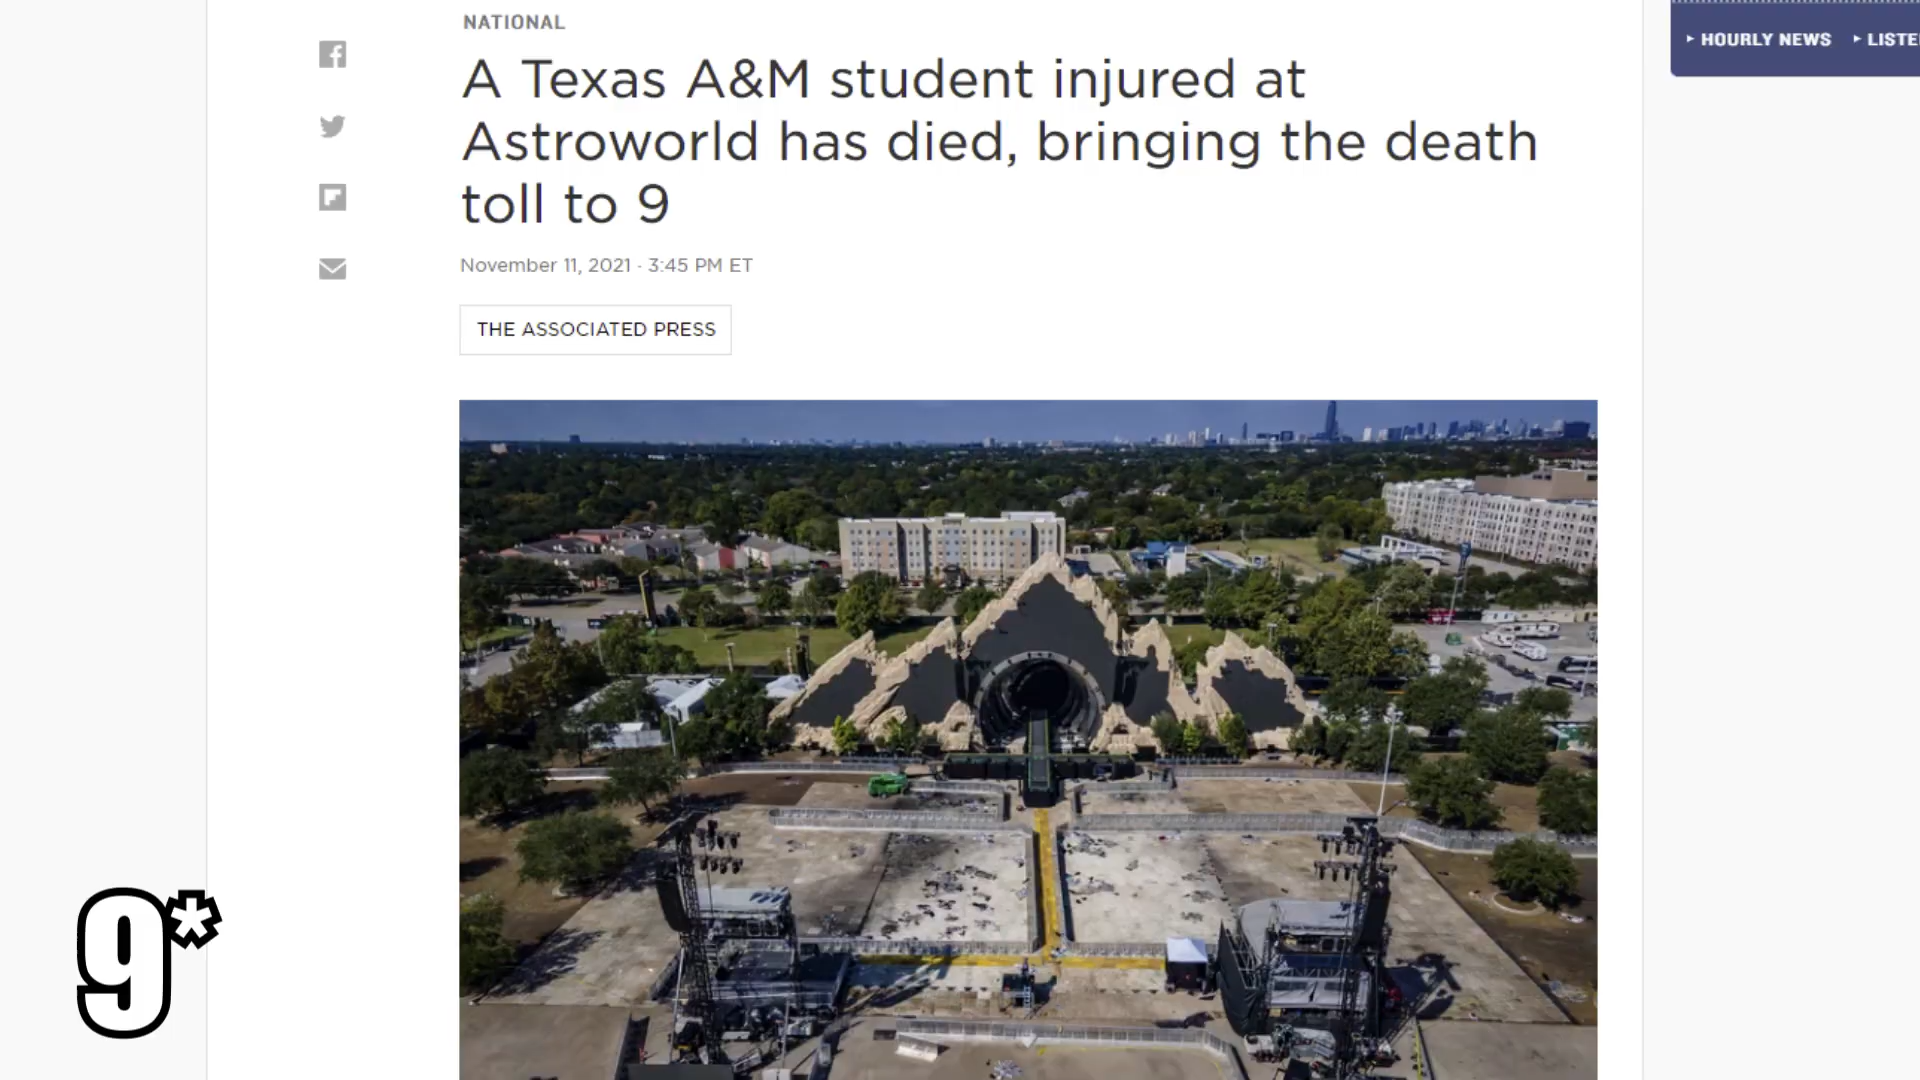 NATIONAL
HOURLY NEWS
LISTE
A Texas A&M student injured at
Astroworld has died, bringing the death
toll to 9
November 11, 2021 · 3:45 PM ET
THE ASSOCIATED PRESS
9*